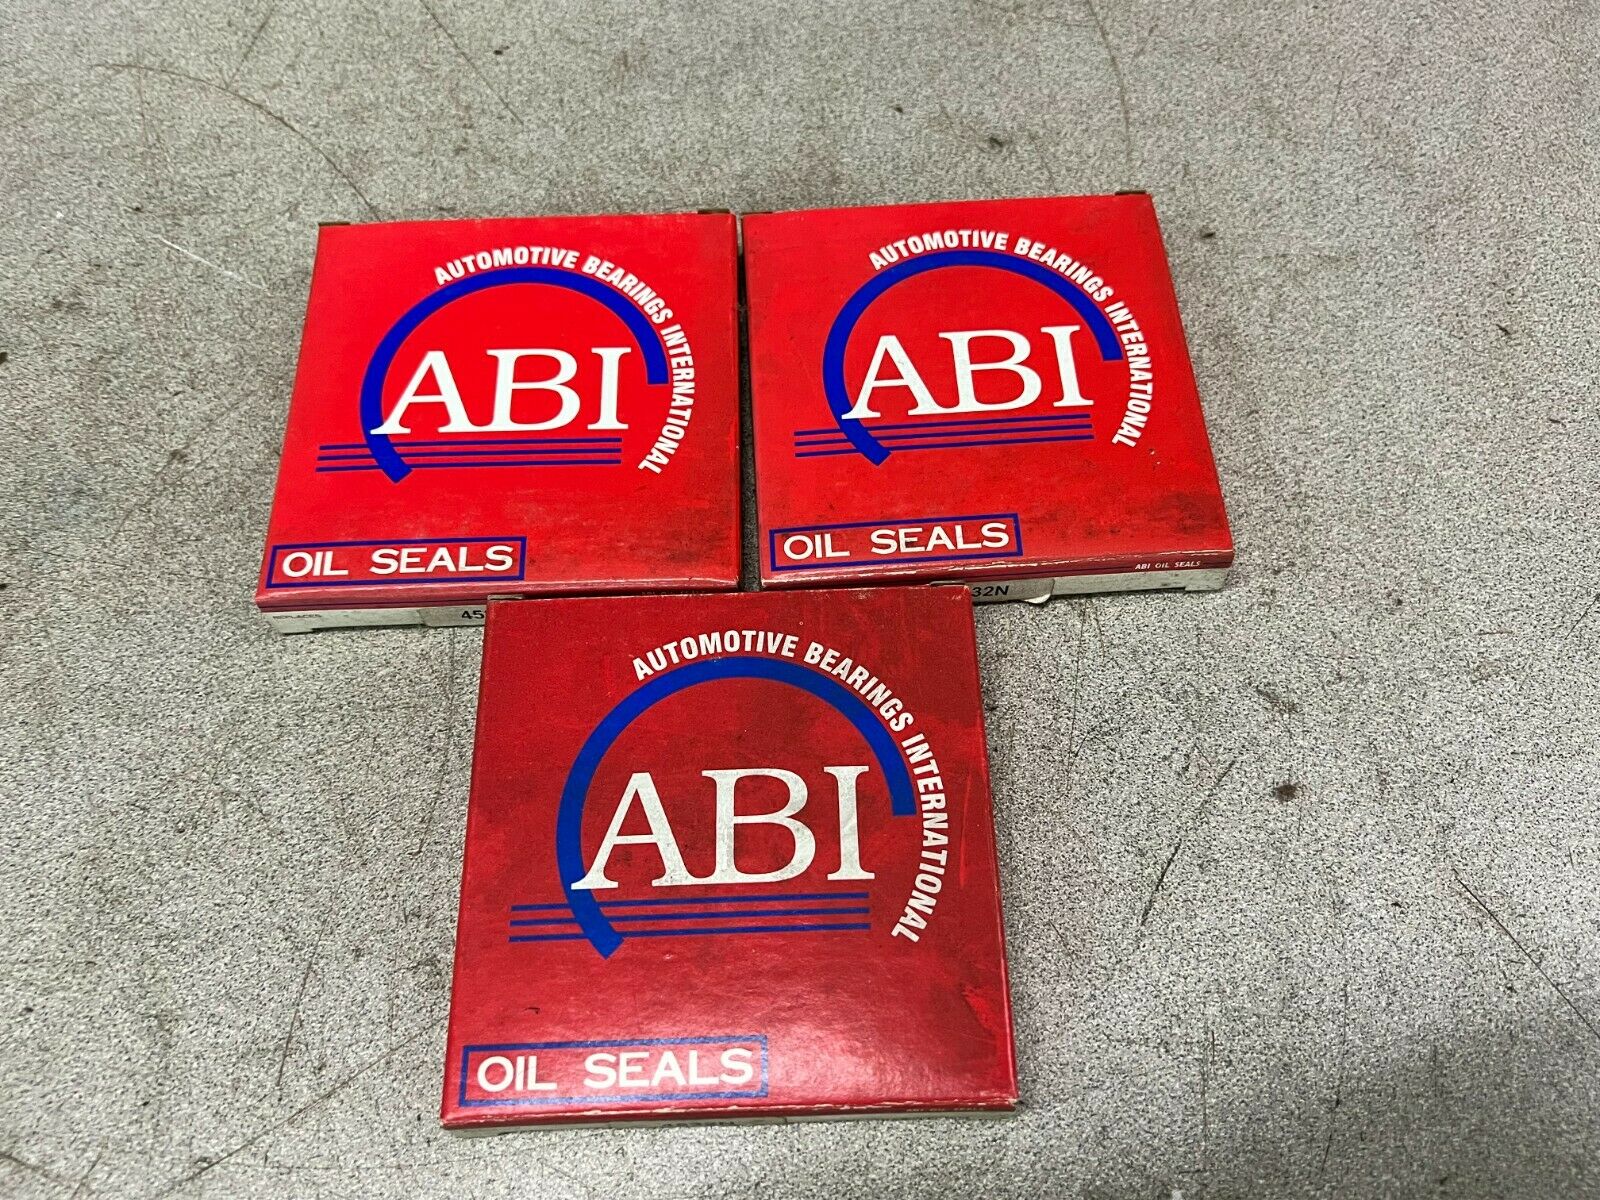 AUTOMOTIVE BEARINGS INTERNATIONAL
ABI
OIL SEALS
45
AUTOMOTIVE BEARINGS INTERNATIONAL
ABI
OIL SEALS
ABI OIL SEALS
32N
AUTOMOTIVE BEARINGS INTERNATIONAL
ABI
OIL SEALS